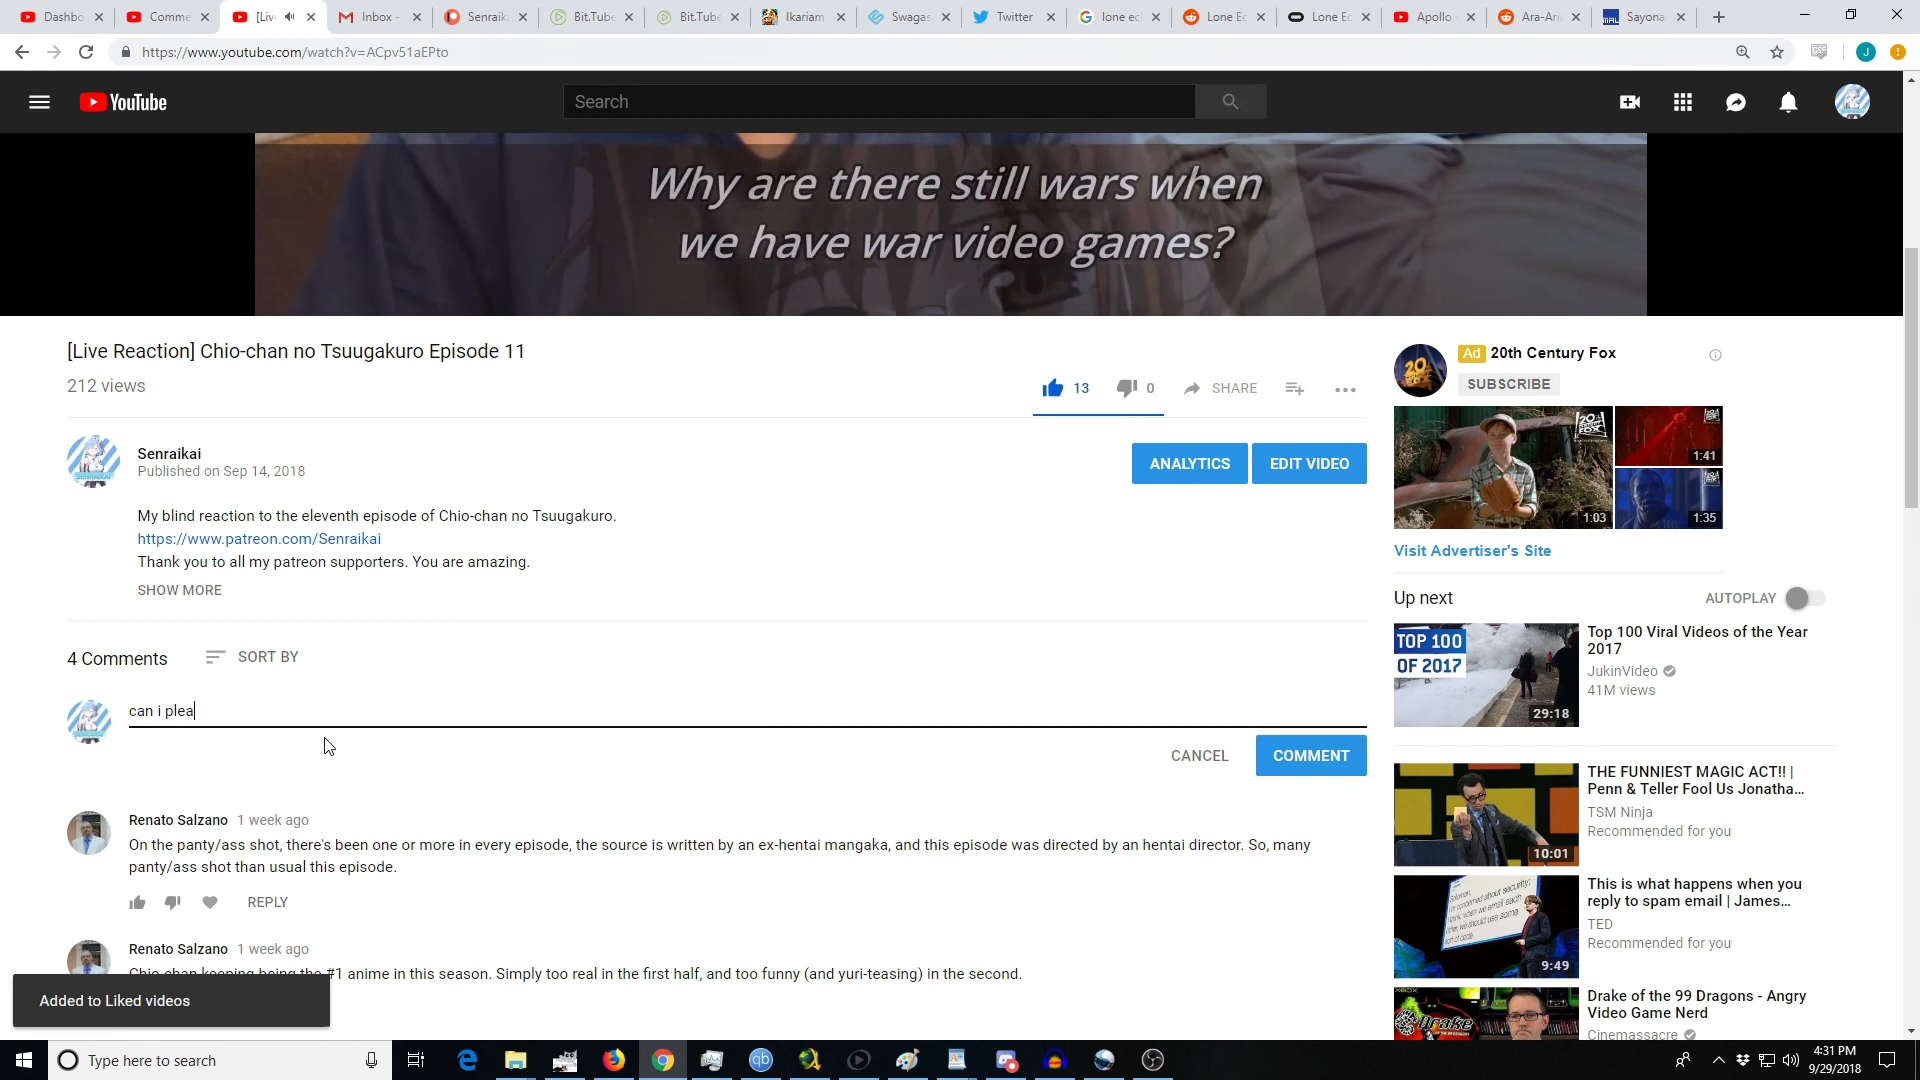 Dashbo
Comme
[Liv
Inbox -
Senraik
Bit.Tube
Bit.Tube
Ikariam
Swagas
Twitter
lone ec
Lone Ec
Lone Ec
Apollo
Ara-Ari
Sayona
https://www.youtube.com/watch?v=ACpv51aEPto
J
YouTube
Search
Why are there still wars when
we have war video games?
[Live Reaction] Chio-chan no Tsuugakuro Episode 11
212 views
13
0
SHARE
Senraikai
Published on Sep 14, 2018
ANALYTICS
EDIT VIDEO
My blind reaction to the eleventh episode of Chio-chan no Tsuugakuro.
https://www.patreon.com/Senraikai
Thank you to all my patreon supporters. You are amazing.
SHOW MORE
4 Comments
SORT BY
can i plea
CANCEL
COMMENT
Renato Salzano 1 week ago
On the panty/ass shot, there's been one or more in every episode, the source is written by an ex-hentai mangaka, and this episode was directed by an hentai director. So, many
panty/ass shot than usual this episode.
REPLY
Renato Salzano 1 week ago
Chio-chan keeping being the #1 anime in this season. Simply too real in the first half, and too funny (and yuri-teasing) in the second.
Added to Liked videos
Ad 20th Century Fox
SUBSCRIBE
1:03
1:41
1:35
Visit Advertiser's Site
Up next
AUTOPLAY
TOP 100
OF 2017
29:18
Top 100 Viral Videos of the Year
2017
JukinVideo
41M views
10:01
THE FUNNIEST MAGIC ACT!! |
Penn & Teller Fool Us Jonatha...
TSM Ninja
Recommended for you
9:49
This is what happens when you
reply to spam email | James...
TED
Recommended for you
Drake of the 99 Dragons - Angry
Video Game Nerd
Cinemassacre
Type here to search
4:31 PM
9/29/2018